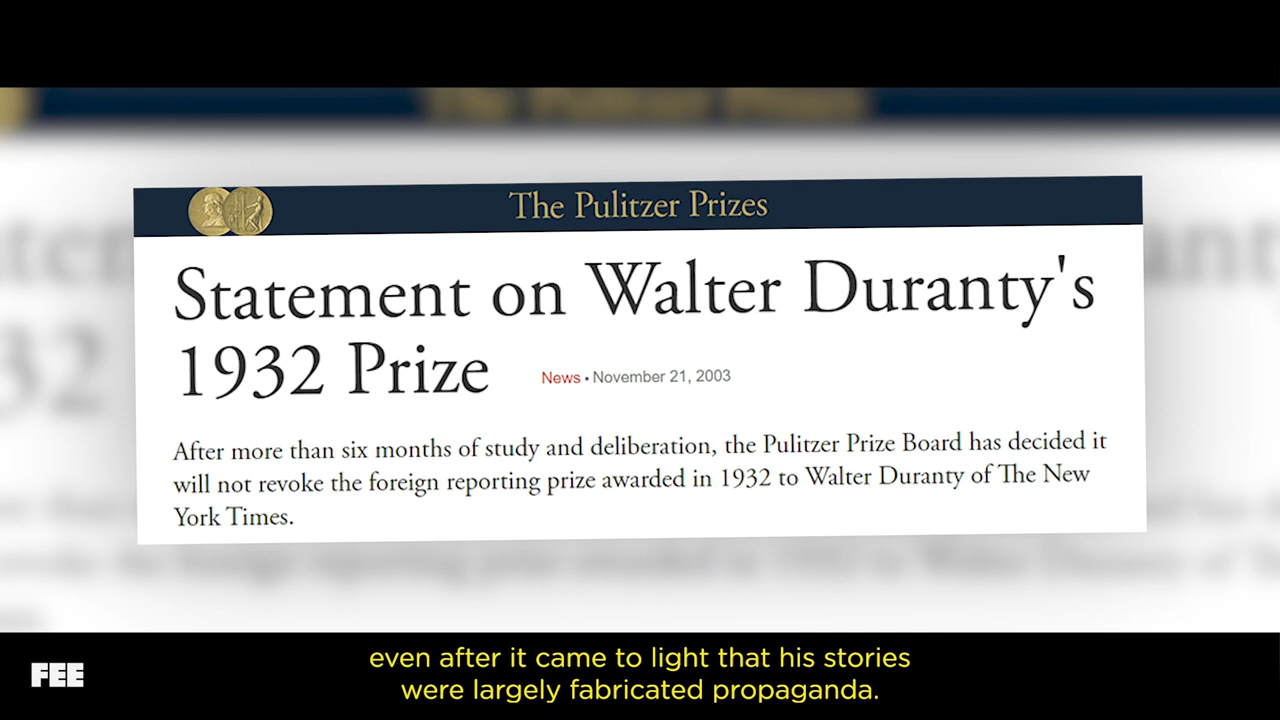 The Pulitzer Prizes
Statement on Walter Duranty's
1932 Prize
News • November 21, 2003
After more than six months of study and deliberation, the Pulitzer Prize Board has decided it
will not revoke the foreign reporting prize awarded in 1932 to Walter Duranty of The New
York Times.
even after it came to light that his stories
were largely fabricated propaganda.
FEE